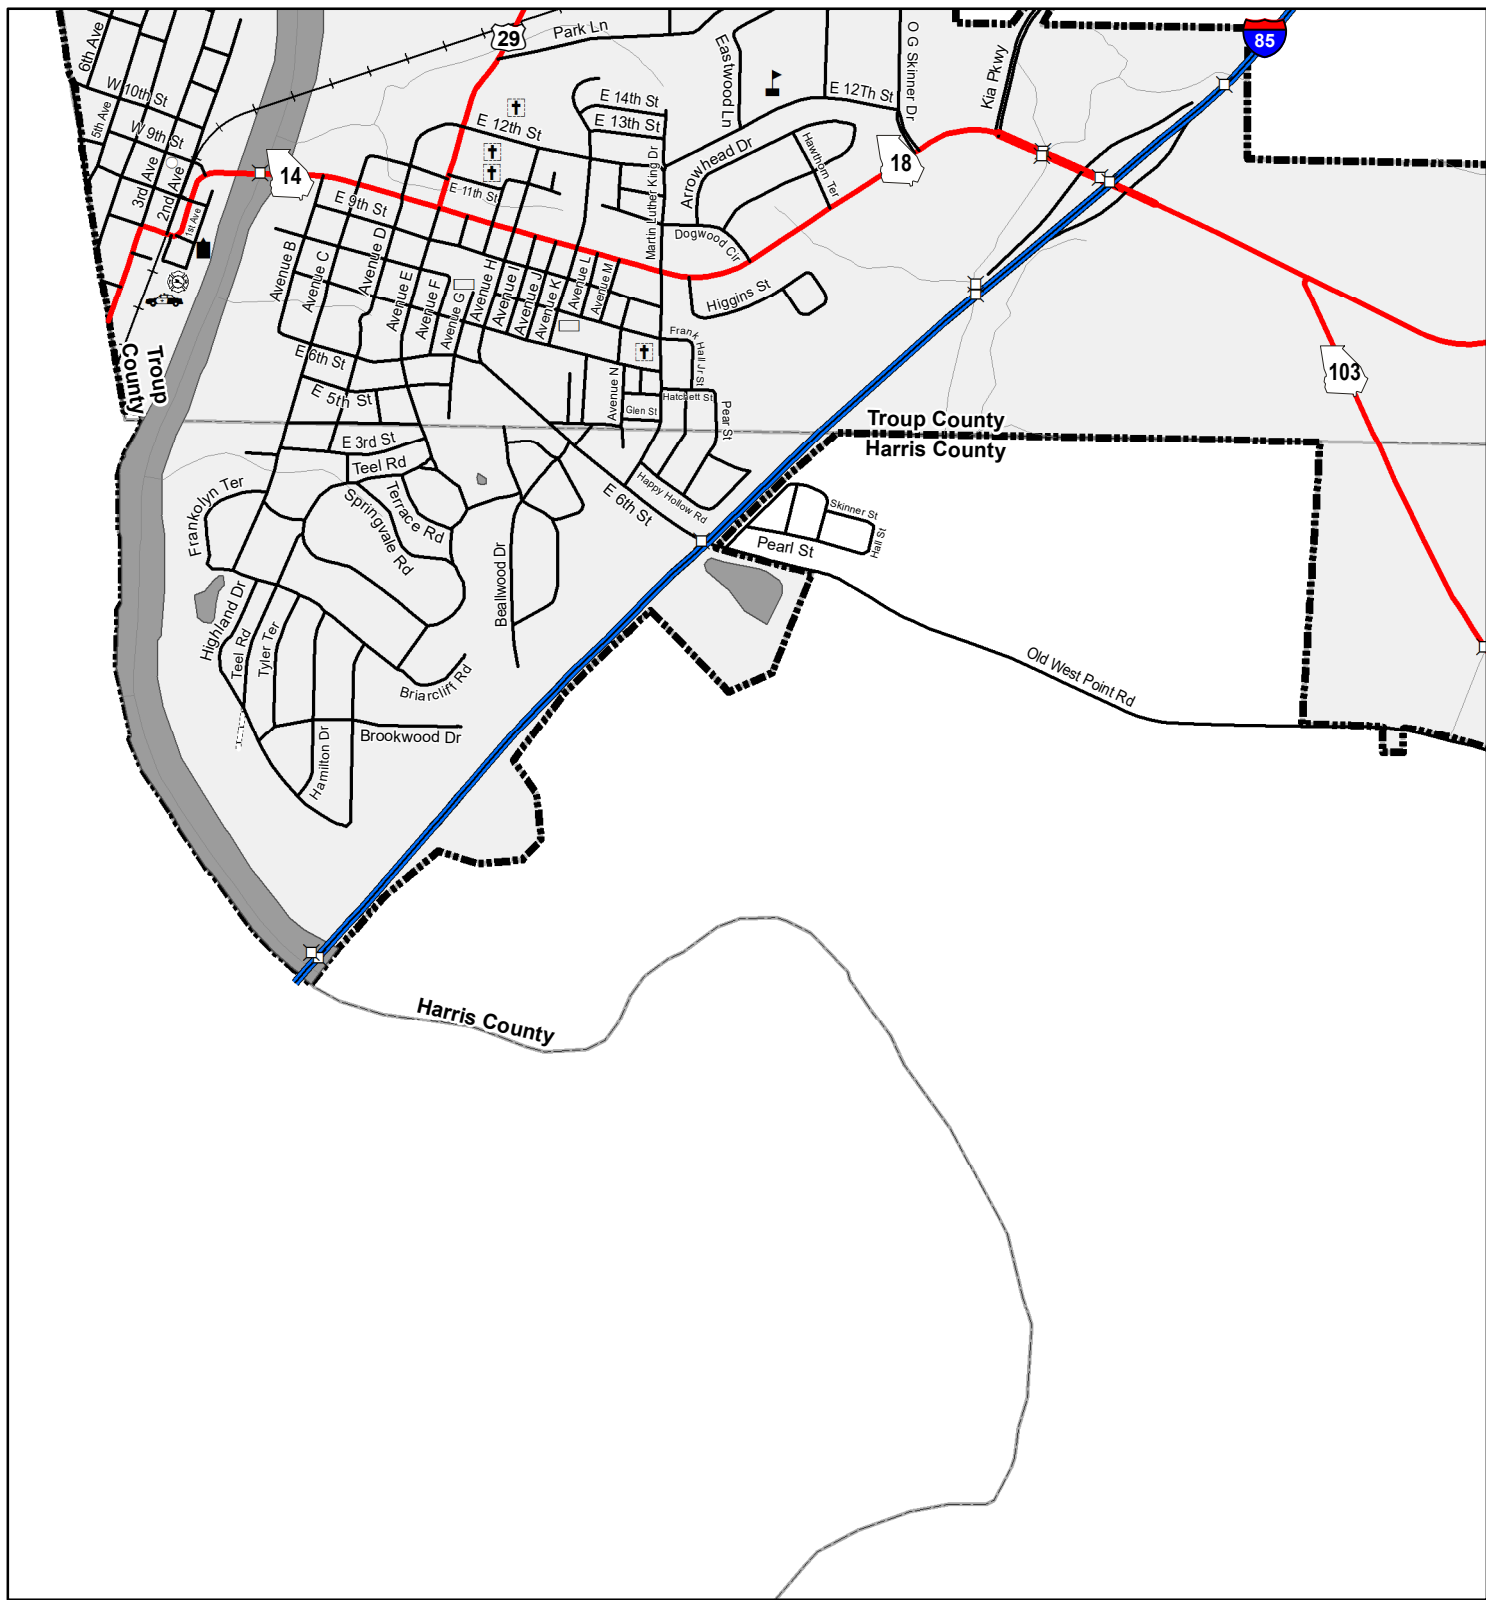 29
Park Ln
Eastwood Ln
O G Skinner Dr
Kia Pkwy
85
6th Ave
W 10th St
5th Ave
W 9th St
E 14th St
E 13th St
E 12Th St
E 12th St
3rd Ave
2nd Ave
1st Ave
14
E 11th St
Martin Luther King Dr
Arrowhead Dr
Hawthorn Ter
18
E 9th St
Dogwood Cir
Avenue B
Avenue C
Avenue D
Avenue E
Avenue F
Avenue G
Avenue H
Avenue I
Avenue J
Avenue K
Avenue L
Avenue M
Higgins St
Troup
County
E 6th St
Frank
Hall Jr St
103
E 5th St
Avenue N
Hatchett St
Glen St
Pear St
Troup County
Harris County
E 3rd St
Teel Rd
Frankolyn Ter
Springvale Rd
Terrace Rd
E 6th St
Happy Hollow Rd
Skinner St
Hall St
Pearl St
Beallwood Dr
Highland Dr
Teel Rd
Tyler Ter
Briarcliff Rd
Old West Point Rd
Hamilton Dr
Brookwood Dr
Harris County